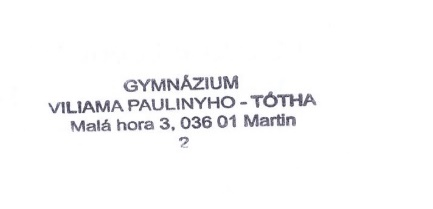 GYMNÁZIUM
VILIAMA PAULINYHO - TÓTHA
Malá hora 3, 036 01 Martin
2